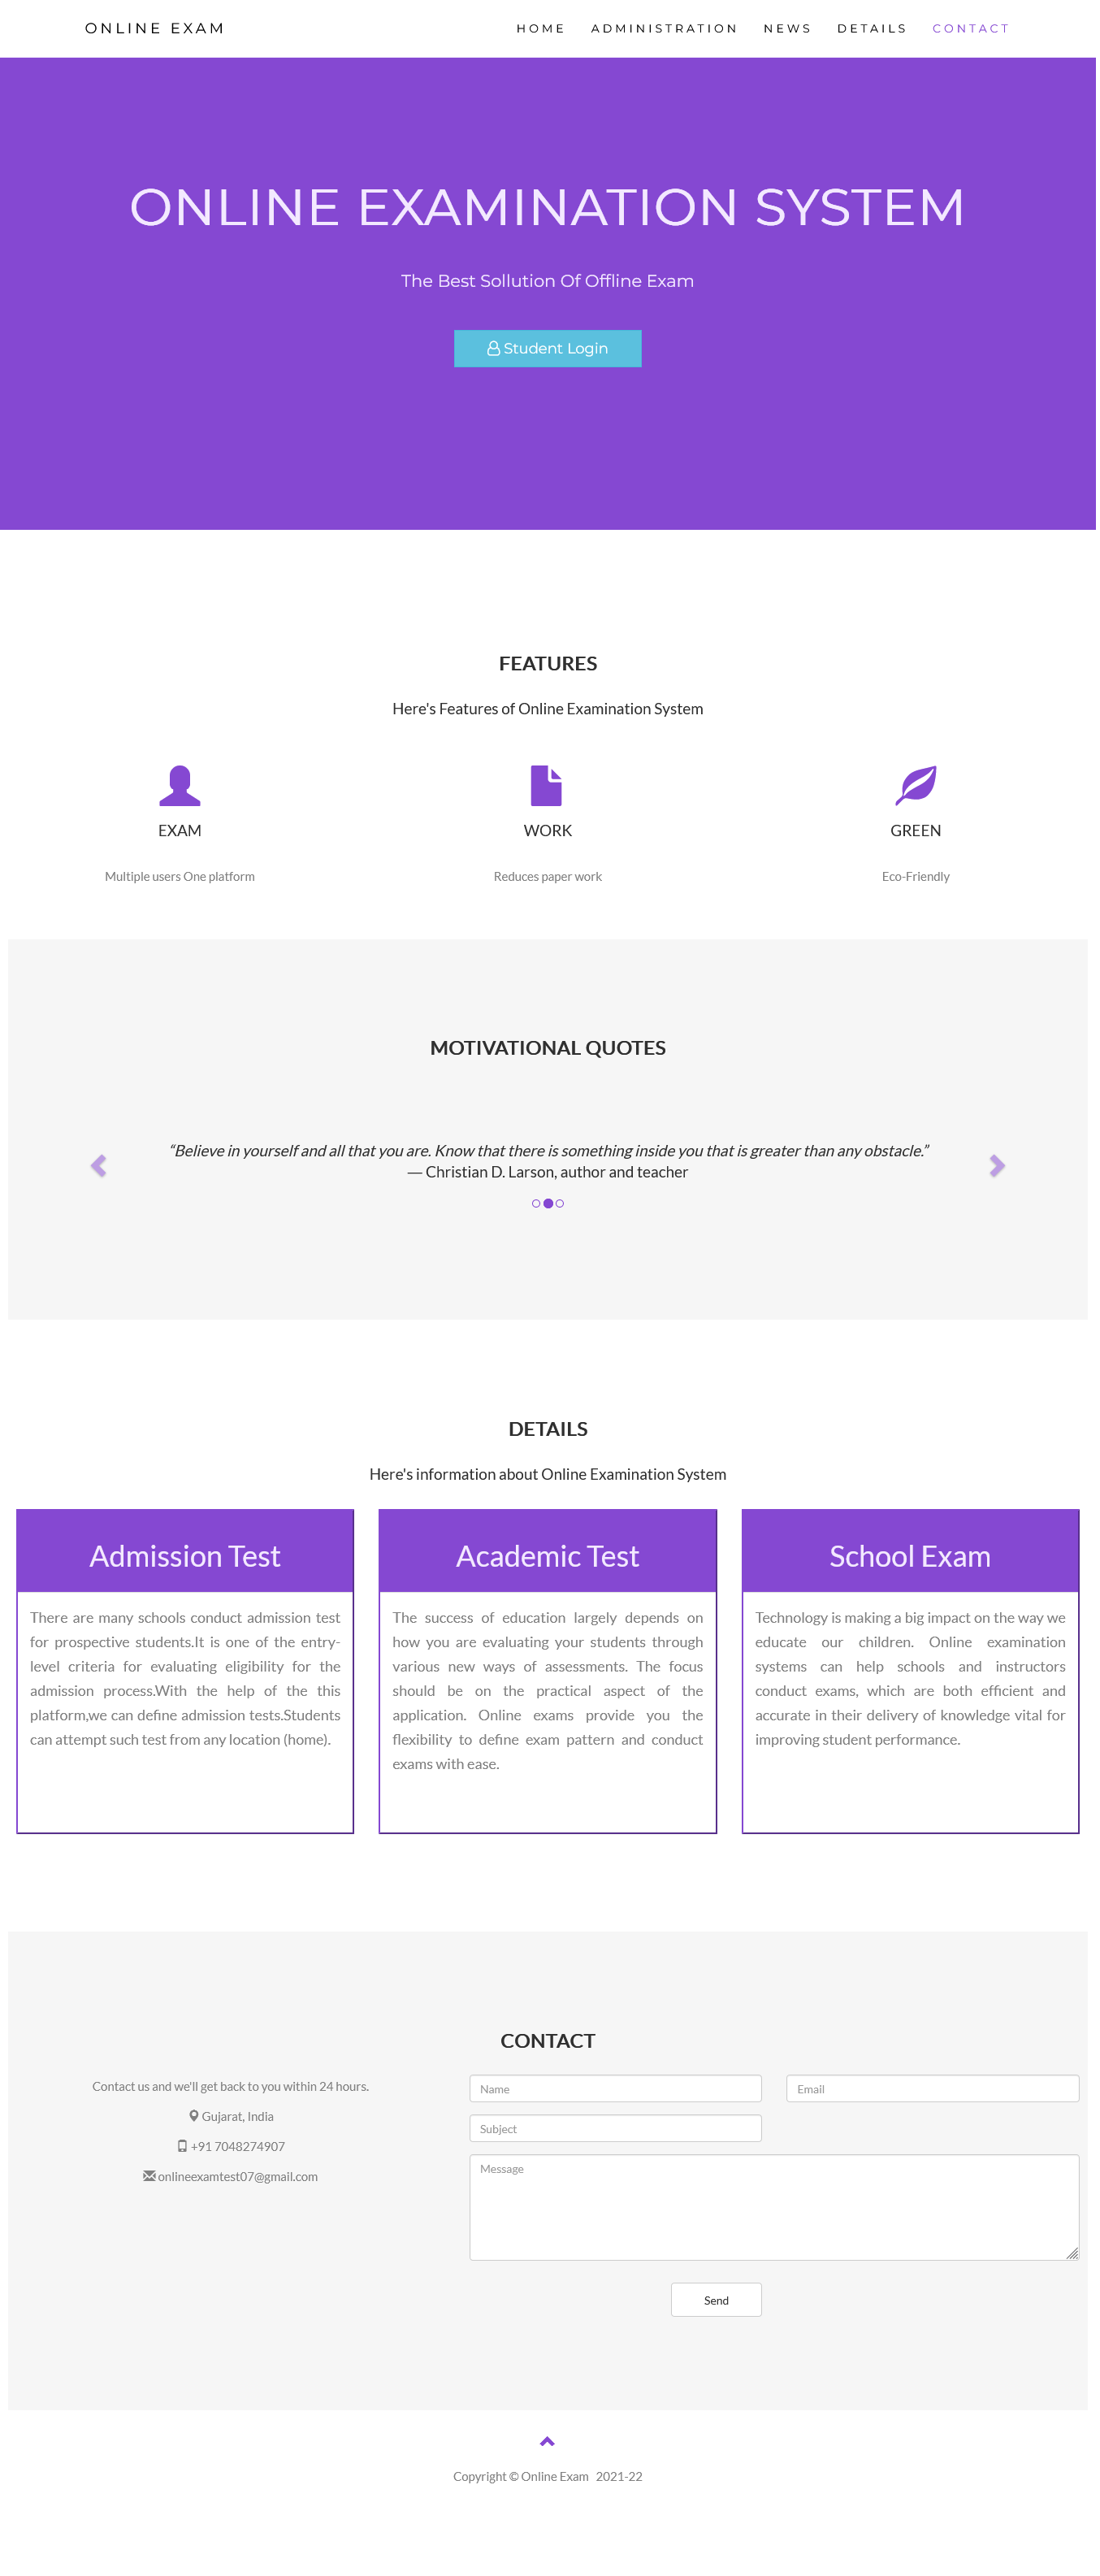 ONLINE EXAM
HOME ADMINISTRATION NEWS DETAILS CONTACT
ONLINE EXAMINATION SYSTEM
The Best Sollution Of Offline Exam
Student Login
FEATURES
Here's Features of Online Examination System
EXAM
Multiple users One platform
WORK
Reduces paper work
GREEN
Eco-Friendly
MOTIVATIONAL QUOTES
“Believe in yourself and all that you are. Know that there is something inside you that is greater than any obstacle.”
— Christian D. Larson, author and teacher
DETAILS
Here's information about Online Examination System
Admission Test
There are many schools conduct admission test
for prospective students.It is one of the entry-
level criteria for evaluating eligibility for the
admission process.With the help of the this
platform,we can define admission tests.Students
can attempt such test from any location (home).
Academic Test
The success of education largely depends on
how you are evaluating your students through
various new ways of assessments. The focus
should be on the practical aspect of the
application. Online exams provide you the
flexibility to define exam pattern and conduct
exams with ease.
School Exam
Technology is making a big impact on the way we
educate our children. Online examination
systems can help schools and instructors
conduct exams, which are both efficient and
accurate in their delivery of knowledge vital for
improving student performance.
CONTACT
Contact us and we'll get back to you within 24 hours.
Gujarat, India
+91 7048274907
onlineexamtest07@gmail.com
Name
Email
Subject
Message
Send
Copyright © Online Exam 2021-22